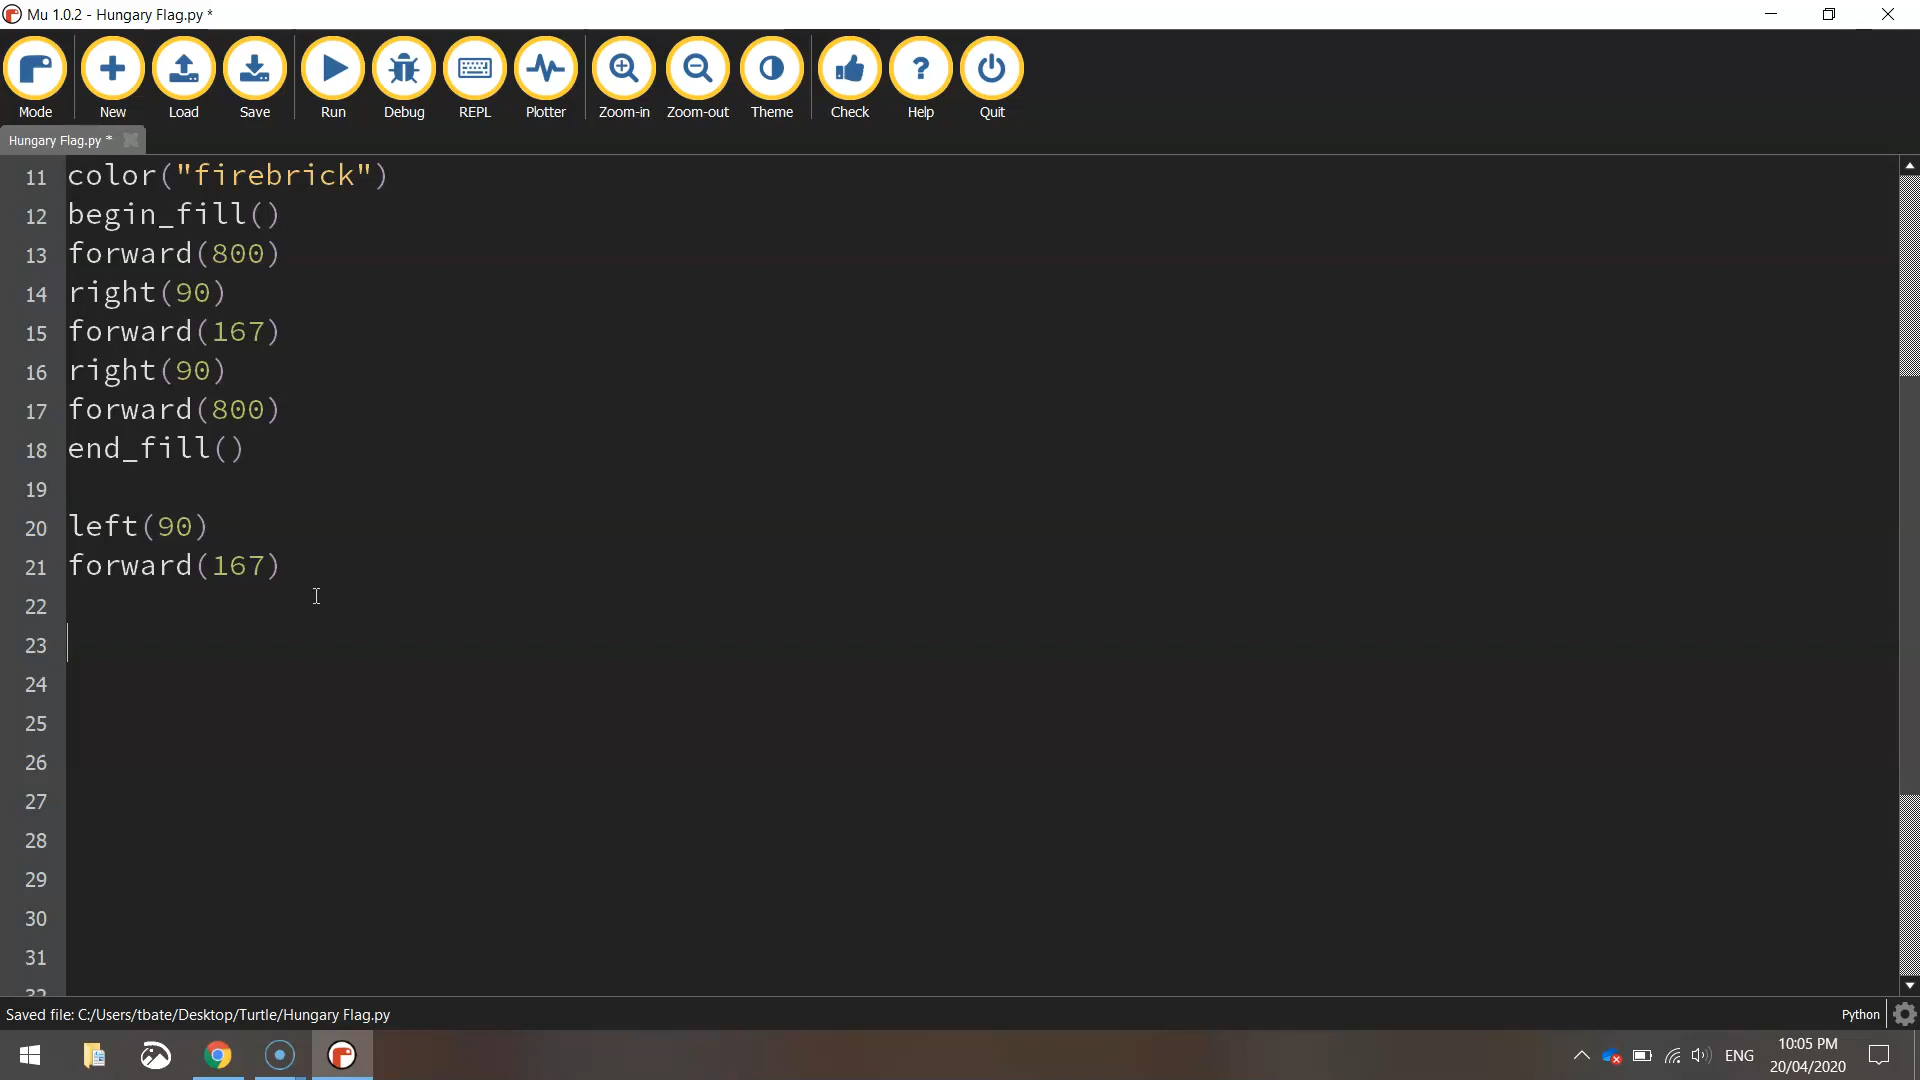 Mu 1.0.2 - Hungary Flag.py *
Mode New Load Save Run Debug REPL Plotter Zoom-in Zoom-out Theme Check Help Quit
Hungary Flag.py *
11 color("firebrick")
12 begin_fill()
13 forward(800)
14 right(90)
15 forward(167)
16 right(90)
17 forward(800)
18 end_fill()
19
20 left(90)
21 forward(167)
22
23
24
25
26
27
28
29
30
31
32
Saved file: C:/Users/tbate/Desktop/Turtle/Hungary Flag.py
Python
ENG
10:05 PM
20/04/2020